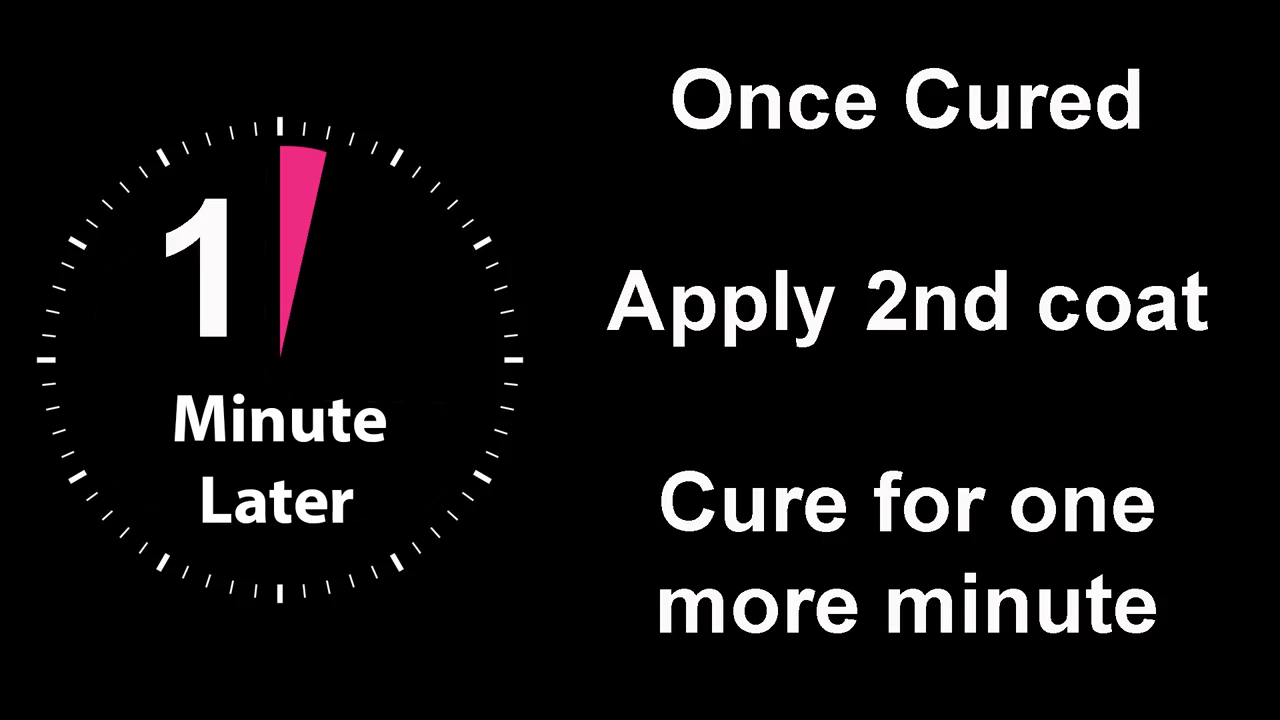 1
Minute
Later
Once Cured
Apply 2nd coat
Cure for one
more minute